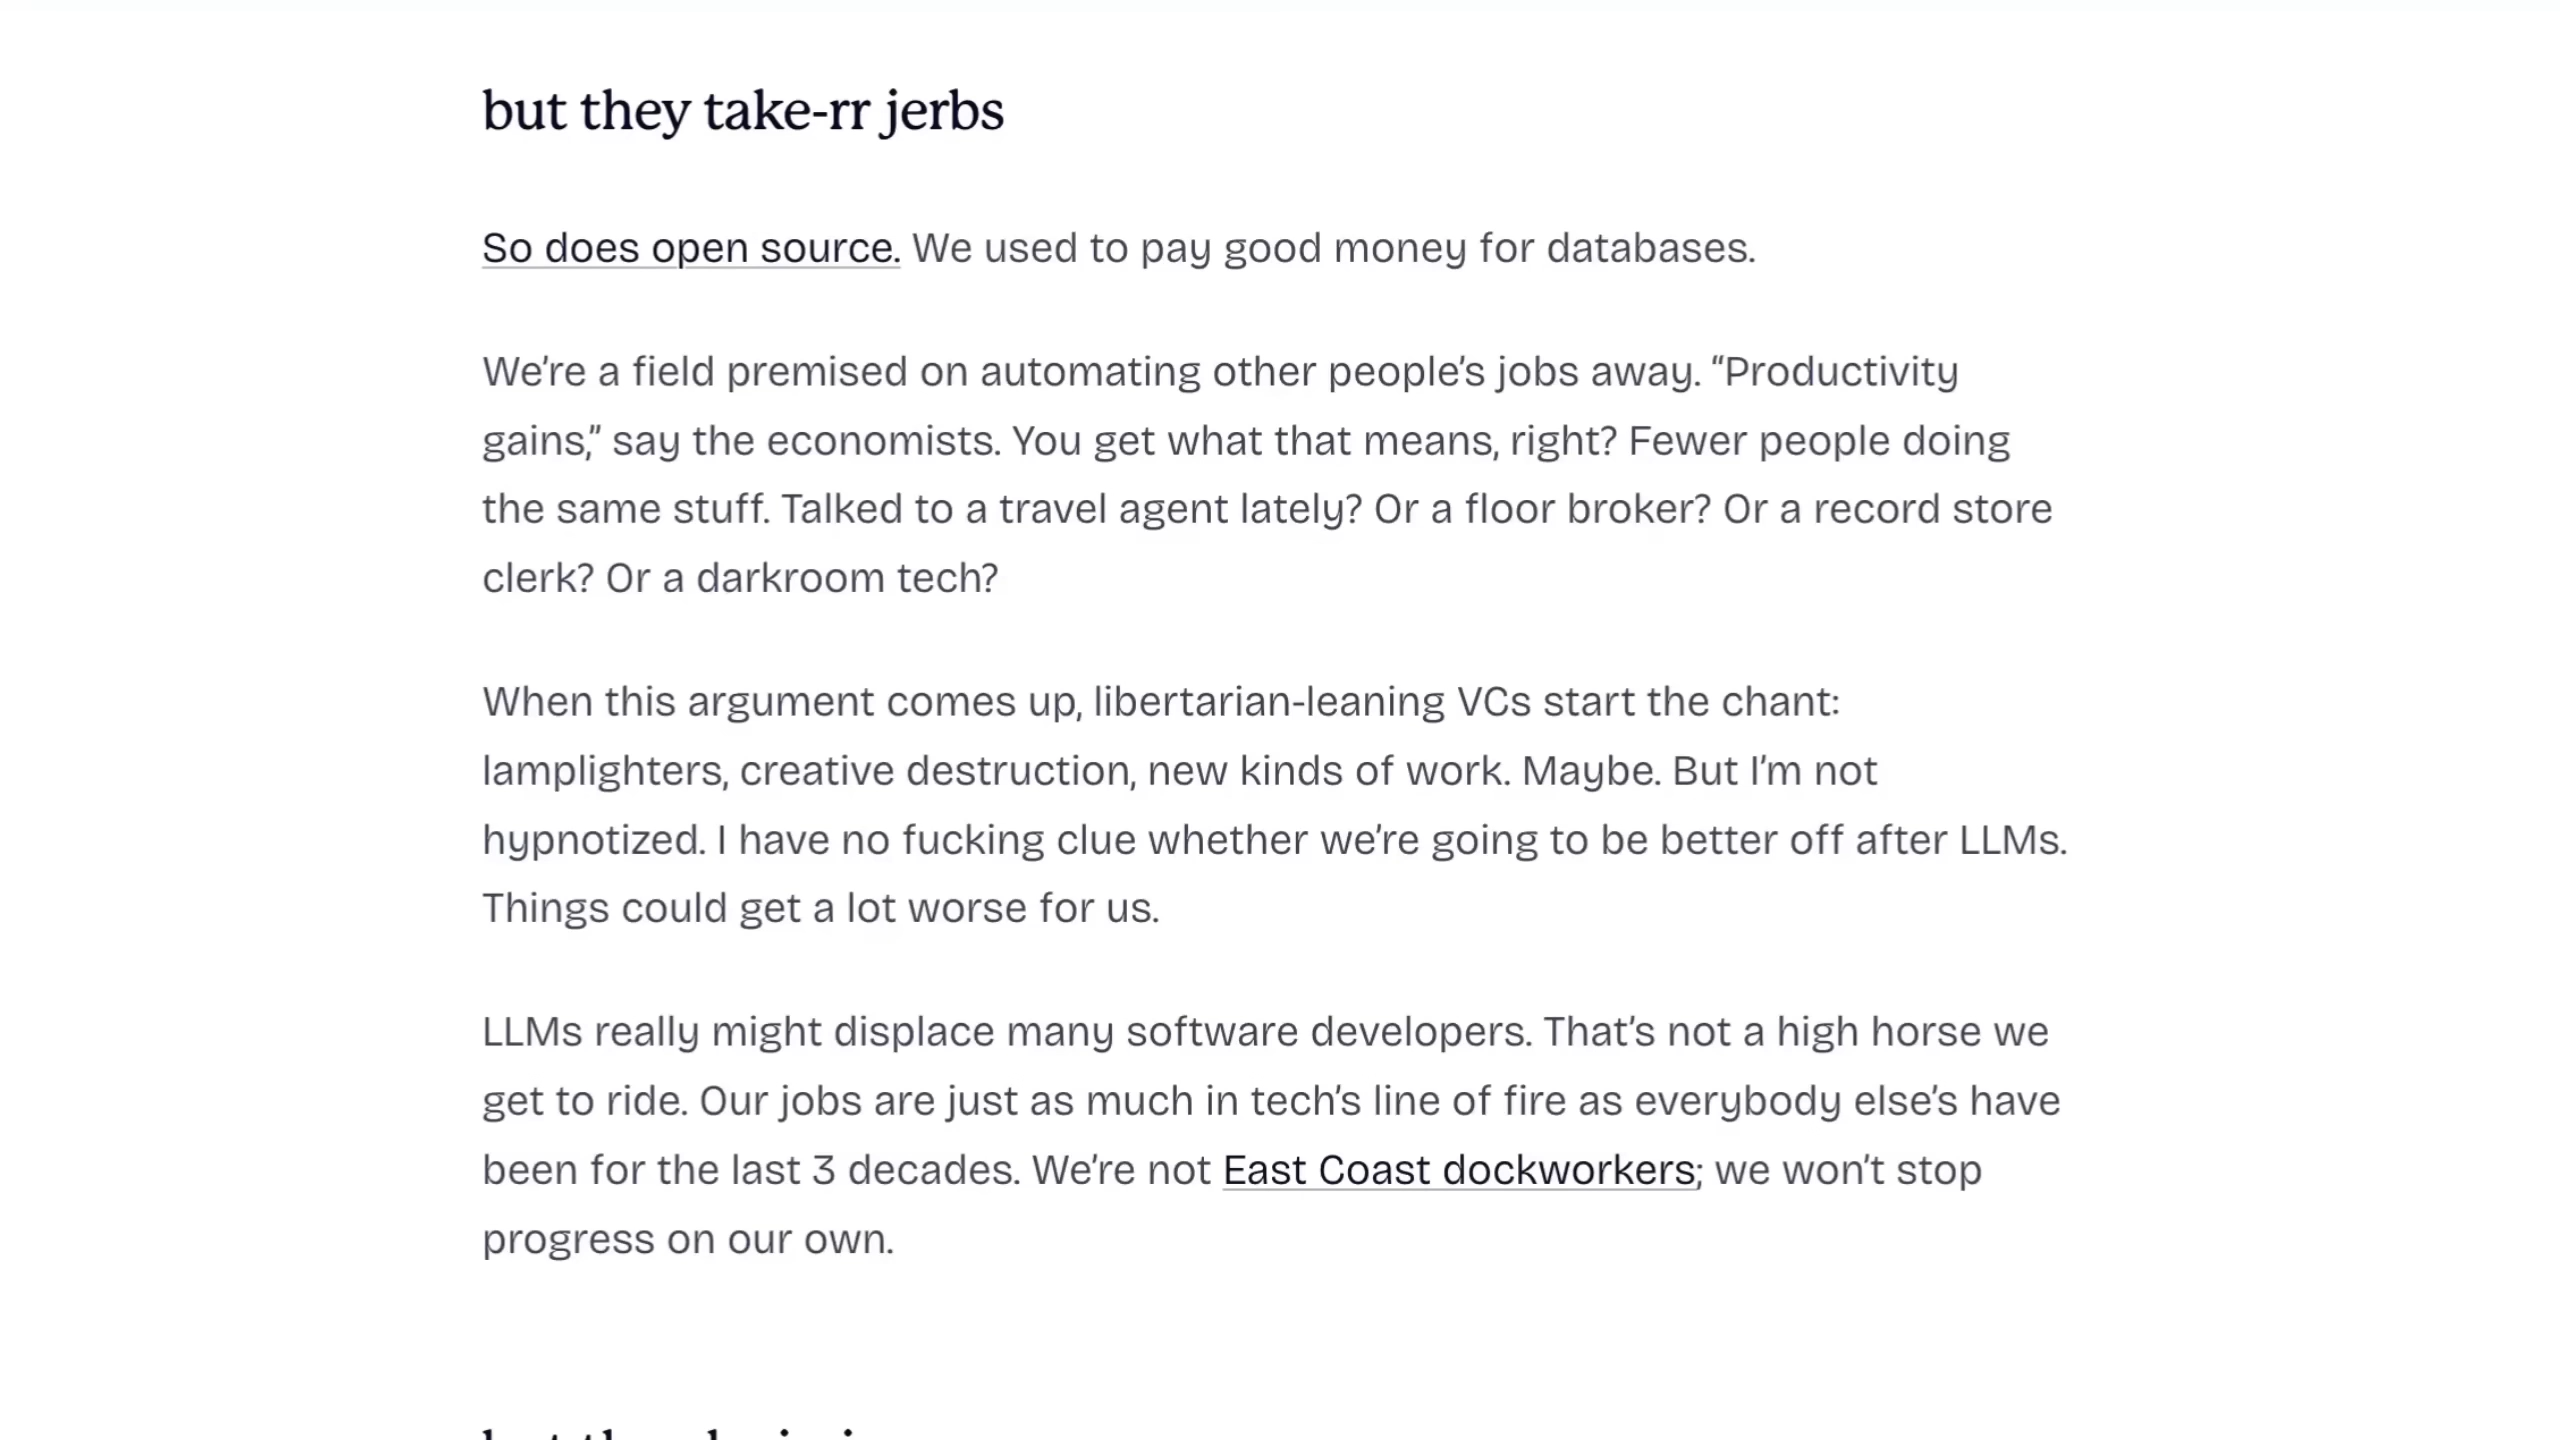 but they take-rr jerbs
So does open source. We used to pay good money for databases.
We’re a field premised on automating other people’s jobs away. “Productivity
gains,” say the economists. You get what that means, right? Fewer people doing
the same stuff. Talked to a travel agent lately? Or a floor broker? Or a record store
clerk? Or a darkroom tech?
When this argument comes up, libertarian-leaning VCs start the chant:
lamplighters, creative destruction, new kinds of work. Maybe. But I’m not
hypnotized. I have no fucking clue whether we’re going to be better off after LLMs.
Things could get a lot worse for us.
LLMs really might displace many software developers. That’s not a high horse we
get to ride. Our jobs are just as much in tech’s line of fire as everybody else’s have
been for the last 3 decades. We’re not East Coast dockworkers; we won’t stop
progress on our own.